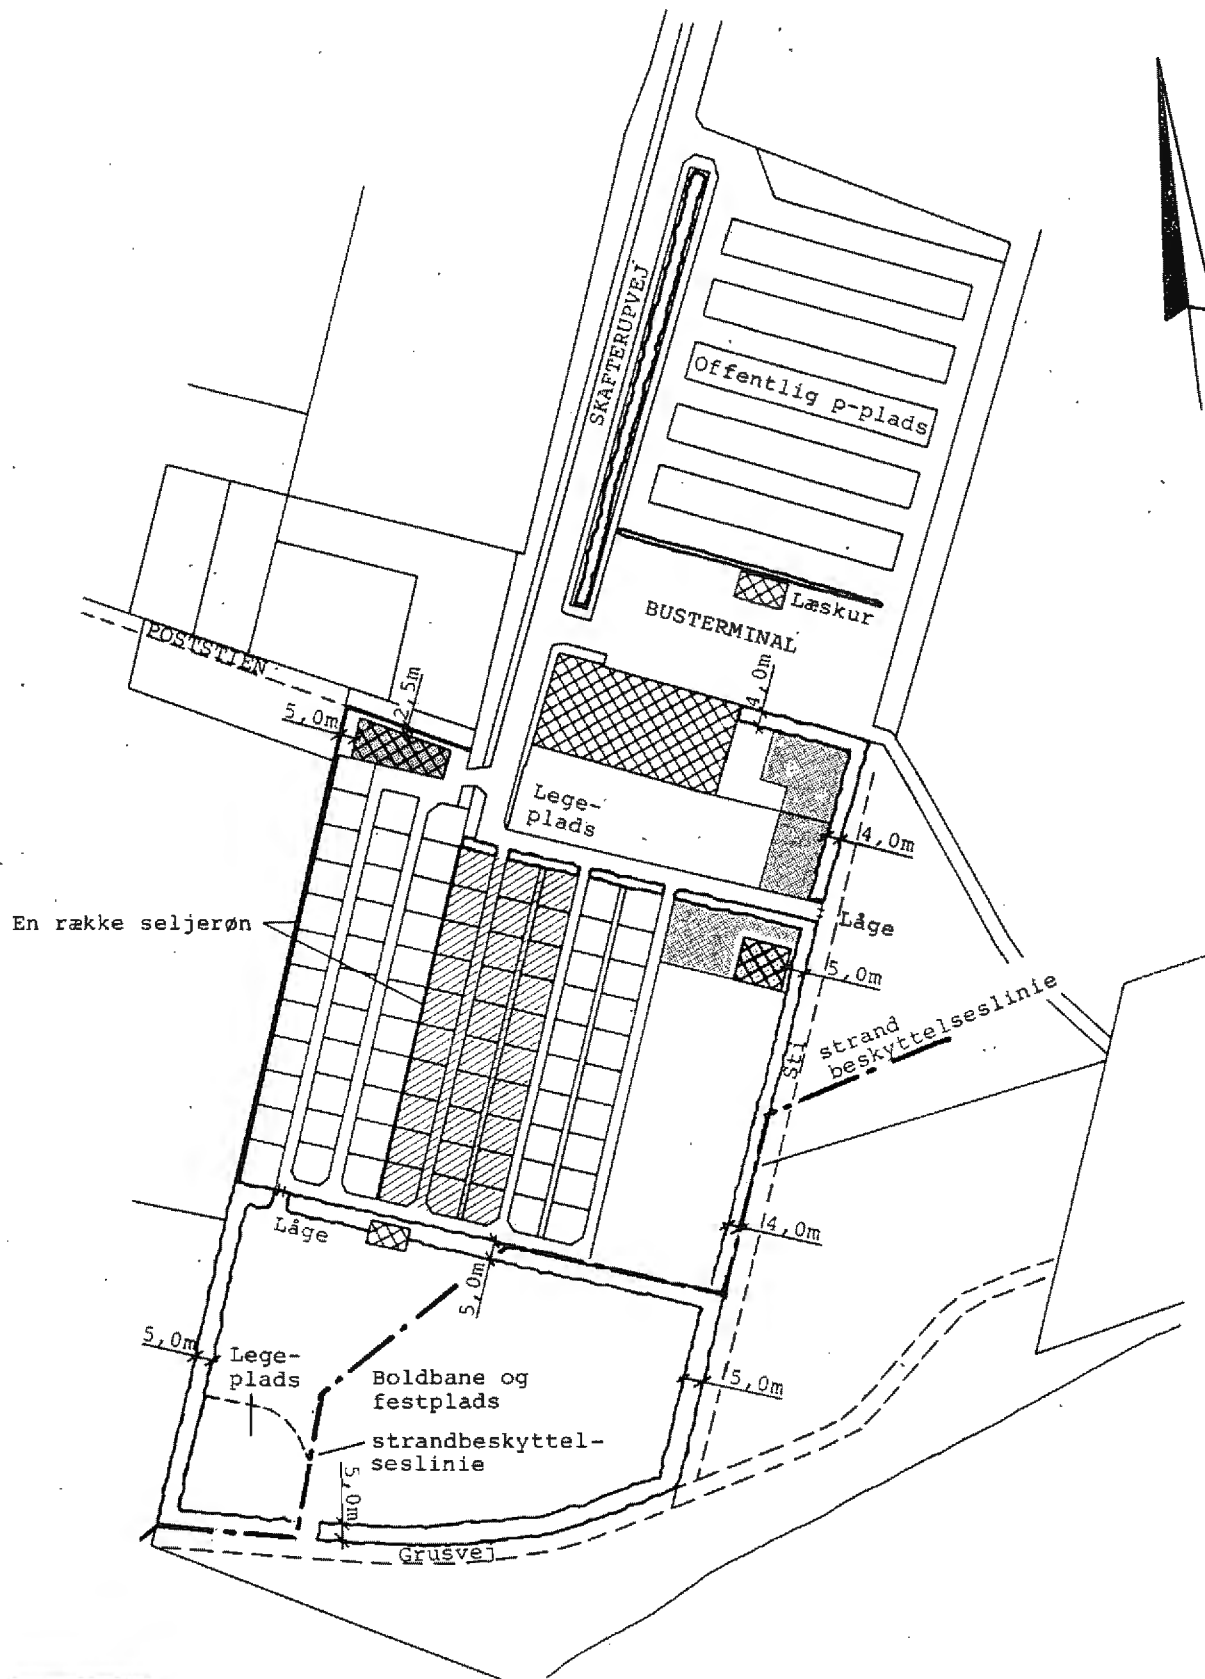 SKAFTERUPVEJ
Offentlig p-plads
Læskur
BUSTERMINAL
POSTSTIEN
2,5m
4,0m
5,0m
Lege-
plads
4,0m
En række seljerøn
Låge
5,0m
strand
beskyttelseslinie
Sti
Låge
4,0m
5,0m
5,0m
Lege-
plads
Boldbane og
festplads
5,0m
strandbeskyttel-
seslinie
5,0m
Grusvej